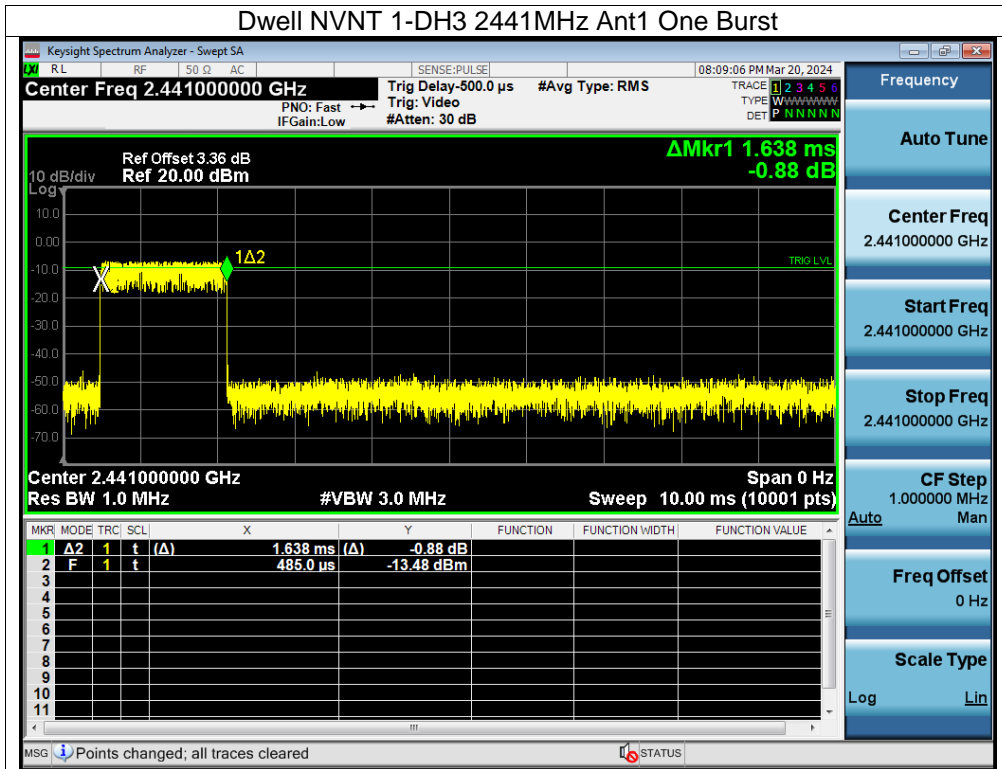 Dwell NVNT 1-DH3 2441MHz Ant1 One Burst
Keysight Spectrum Analyzer - Swept SA
LXI RL RF 50 Ω AC SENSE:PULSE 08:09:06 PM Mar 20, 2024
Center Freq 2.441000000 GHz Trig Delay-500.0 µs #Avg Type: RMS TRACE 1 2 3 4 5 6
PNO: Fast Trig: Video TYPE WWWWWW
IFGain:Low #Atten: 30 dB DET P N N N N N
ΔMkr1 1.638 ms
-0.88 dB
Ref Offset 3.36 dB
10 dB/div Ref 20.00 dBm
Log
10.0
0.00
-10.0
-20.0
-30.0
-40.0
-50.0
-60.0
-70.0
1Δ2
TRIG LVL
Center 2.441000000 GHz Span 0 Hz
Res BW 1.0 MHz #VBW 3.0 MHz Sweep 10.00 ms (10001 pts)
MKR MODE TRC SCL X Y FUNCTION FUNCTION WIDTH FUNCTION VALUE
1 Δ2 1 t (Δ) 1.638 ms (Δ) -0.88 dB
2 F 1 t 485.0 µs -13.48 dBm
3
4
5
6
7
8
9
10
11
MSG Points changed; all traces cleared STATUS
Frequency
Auto Tune
Center Freq
2.441000000 GHz
Start Freq
2.441000000 GHz
Stop Freq
2.441000000 GHz
CF Step
1.000000 MHz
Auto Man
Freq Offset
0 Hz
Scale Type
Log Lin